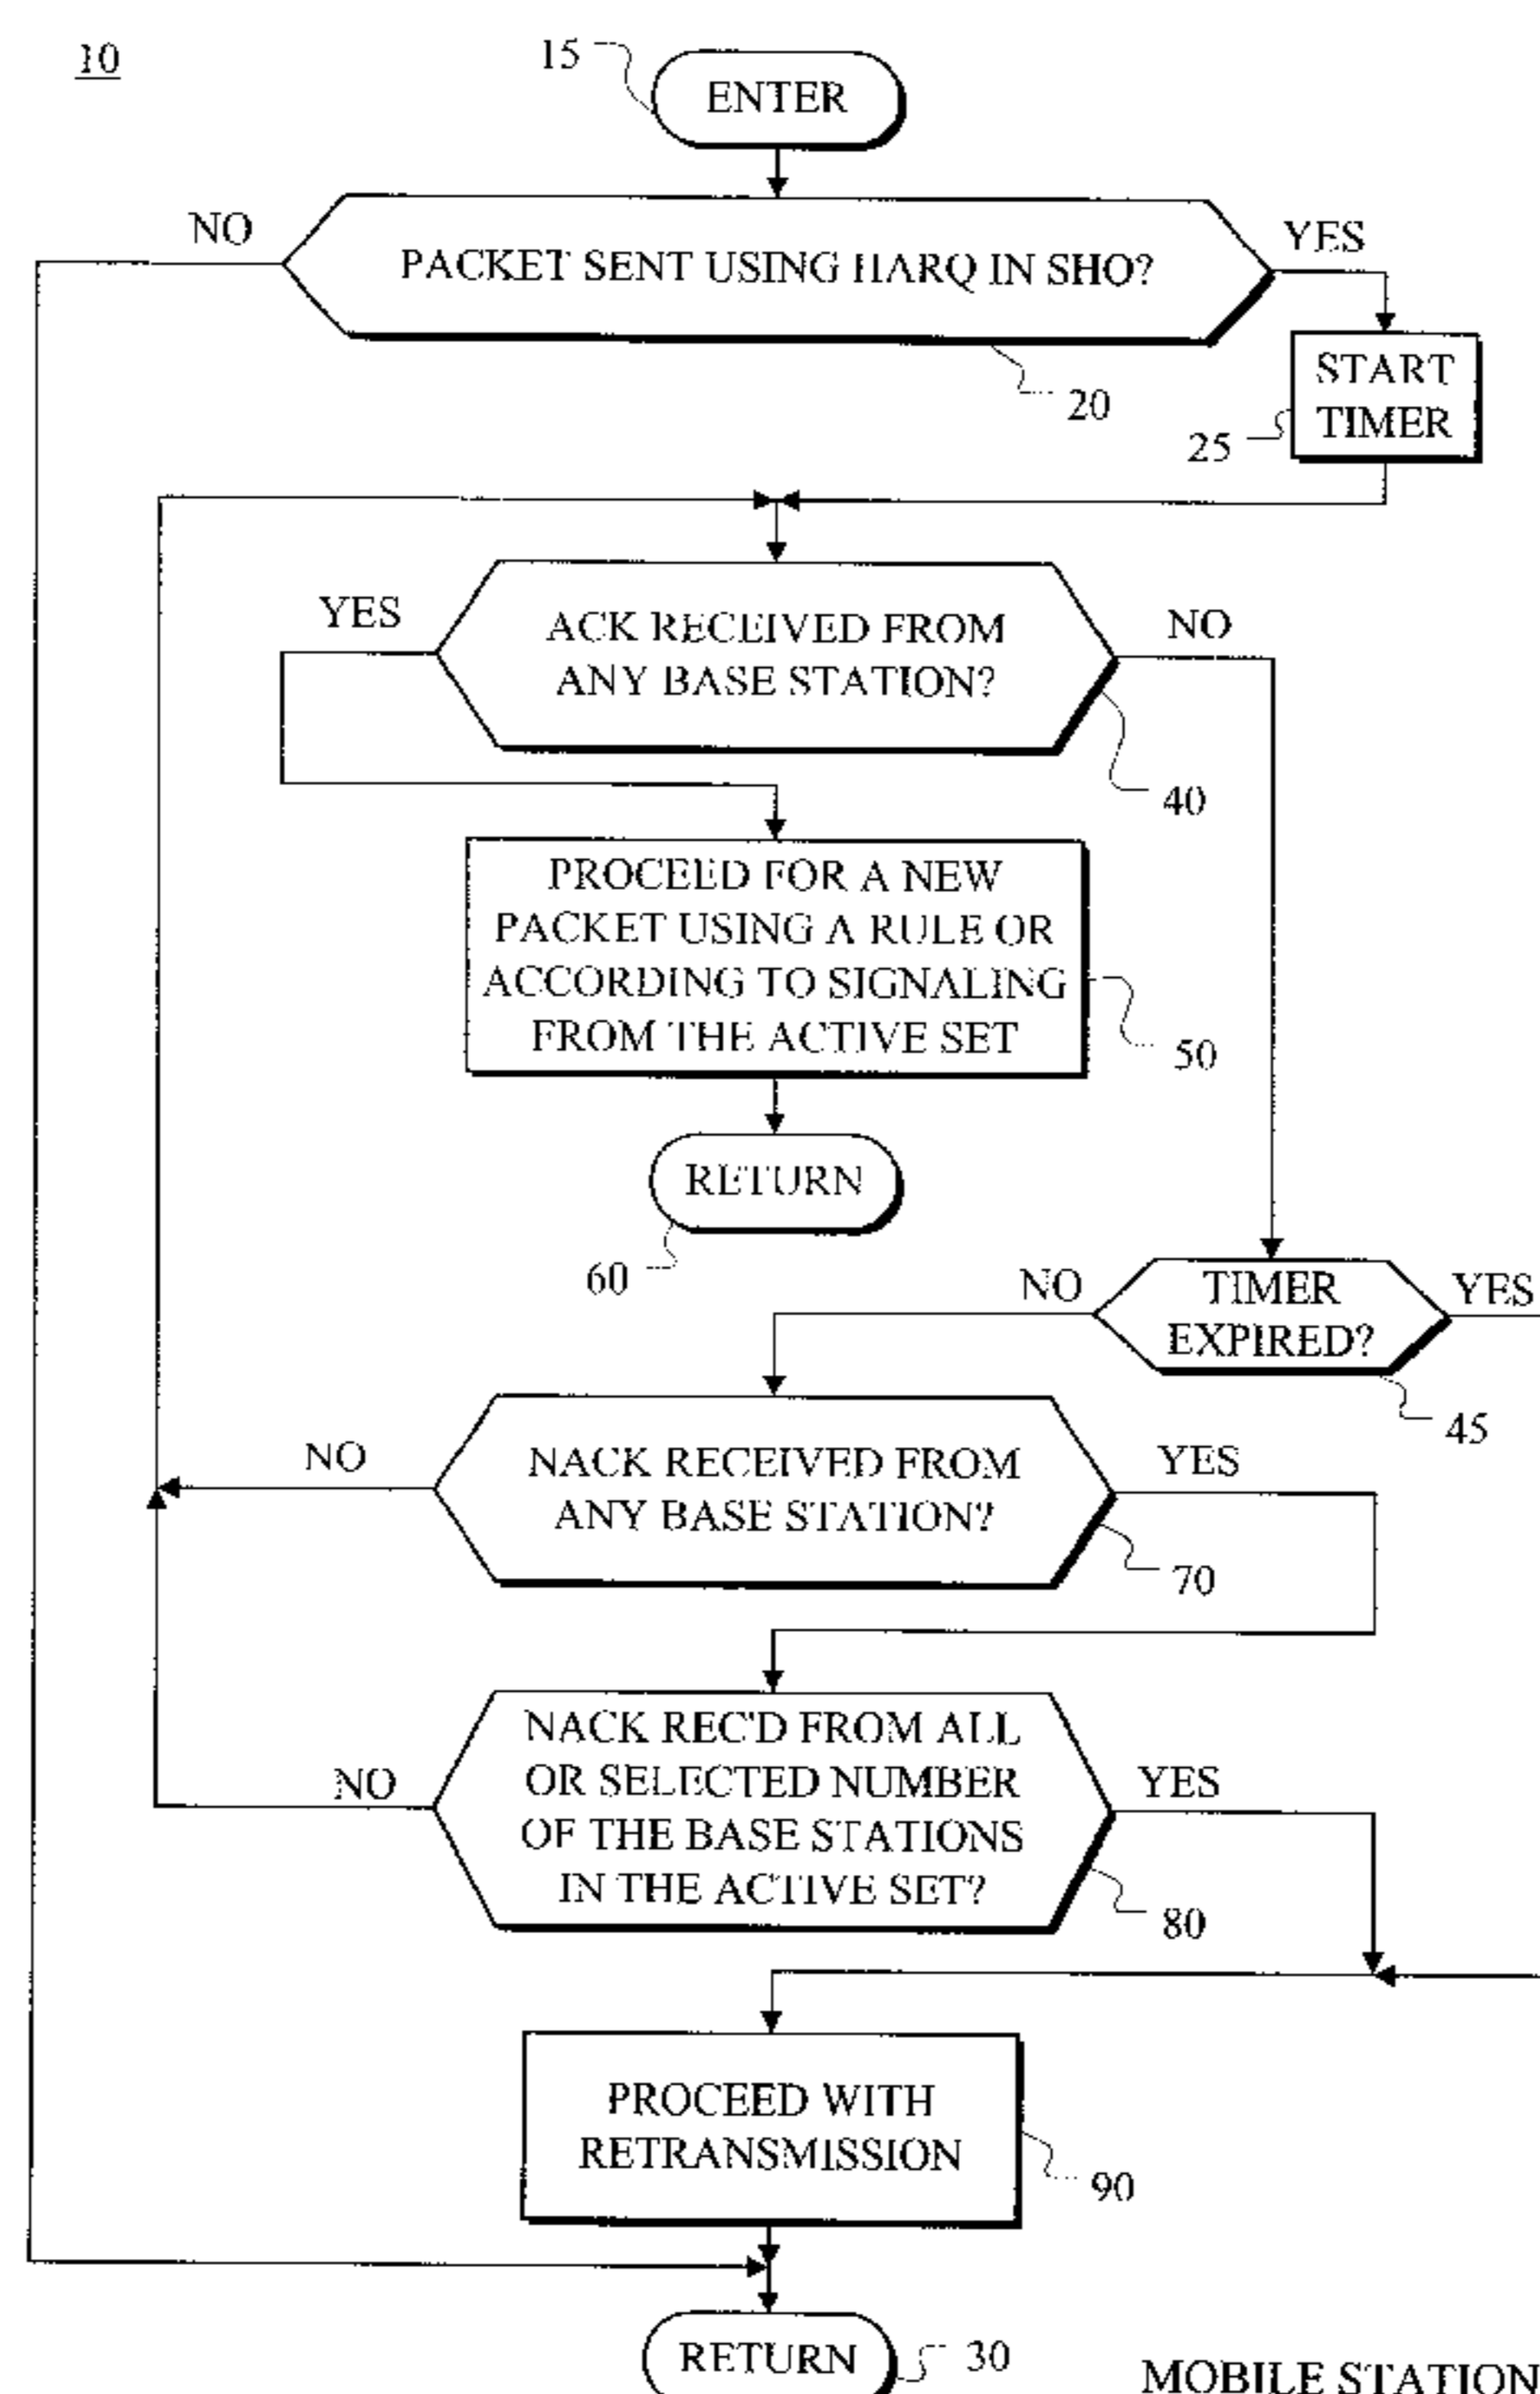 10
15
ENTER
NO
YES
PACKET SENT USING HARQ IN SHO?
20
START
TIMER
25
YES
ACK RECEIVED FROM
ANY BASE STATION?
NO
40
PROCEED FOR A NEW
PACKET USING A RULE OR
ACCORDING TO SIGNALING
FROM THE ACTIVE SET
50
RETURN
60
NO
TIMER
EXPIRED?
YES
45
NO
NACK RECEIVED FROM
ANY BASE STATION?
YES
70
NO
NACK REC'D FROM ALL
OR SELECTED NUMBER
OF THE BASE STATIONS
IN THE ACTIVE SET?
YES
80
PROCEED WITH
RETRANSMISSION
90
RETURN
30
MOBILE STATION